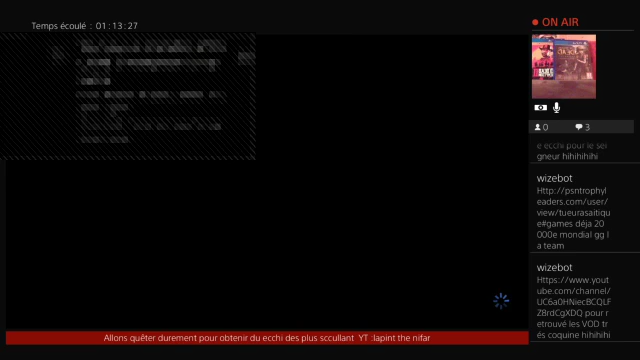 Temps écoulé : 01:13:27
ON AIR
0 3
e ecchi pour le sei
gneur hihihihihi
wizebot
Http://psntrophyl
eaders.com/user/
view/tueurasaitiqu
e#games déja 20
000e mondial gg l
a team
wizebot
Https://www.yout
ube.com/channel/
UC6a0HNiecBCQLF
Z8rdCgXDQ pour r
etrouvé les VOD tr
és coquine hihihihi
Allons quêter durement pour obtenir du ecchi des plus sccullant YT :lapint the nifar